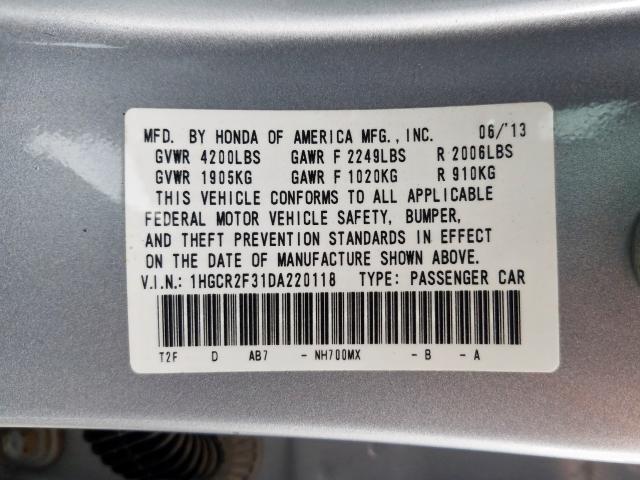 MFD. BY HONDA OF AMERICA MFG., INC. 06/'13
GVWR 4200LBS GAWR F 2249LBS R 2006LBS
GVWR 1905KG GAWR F 1020KG R 910KG
THIS VEHICLE CONFORMS TO ALL APPLICABLE
FEDERAL MOTOR VEHICLE SAFETY, BUMPER,
AND THEFT PREVENTION STANDARDS IN EFFECT
ON THE DATE OF MANUFACTURE SHOWN ABOVE.
V.I.N.: 1HGCR2F31DA220118 TYPE: PASSENGER CAR
T2F D AB7 - NH700MX - B - A